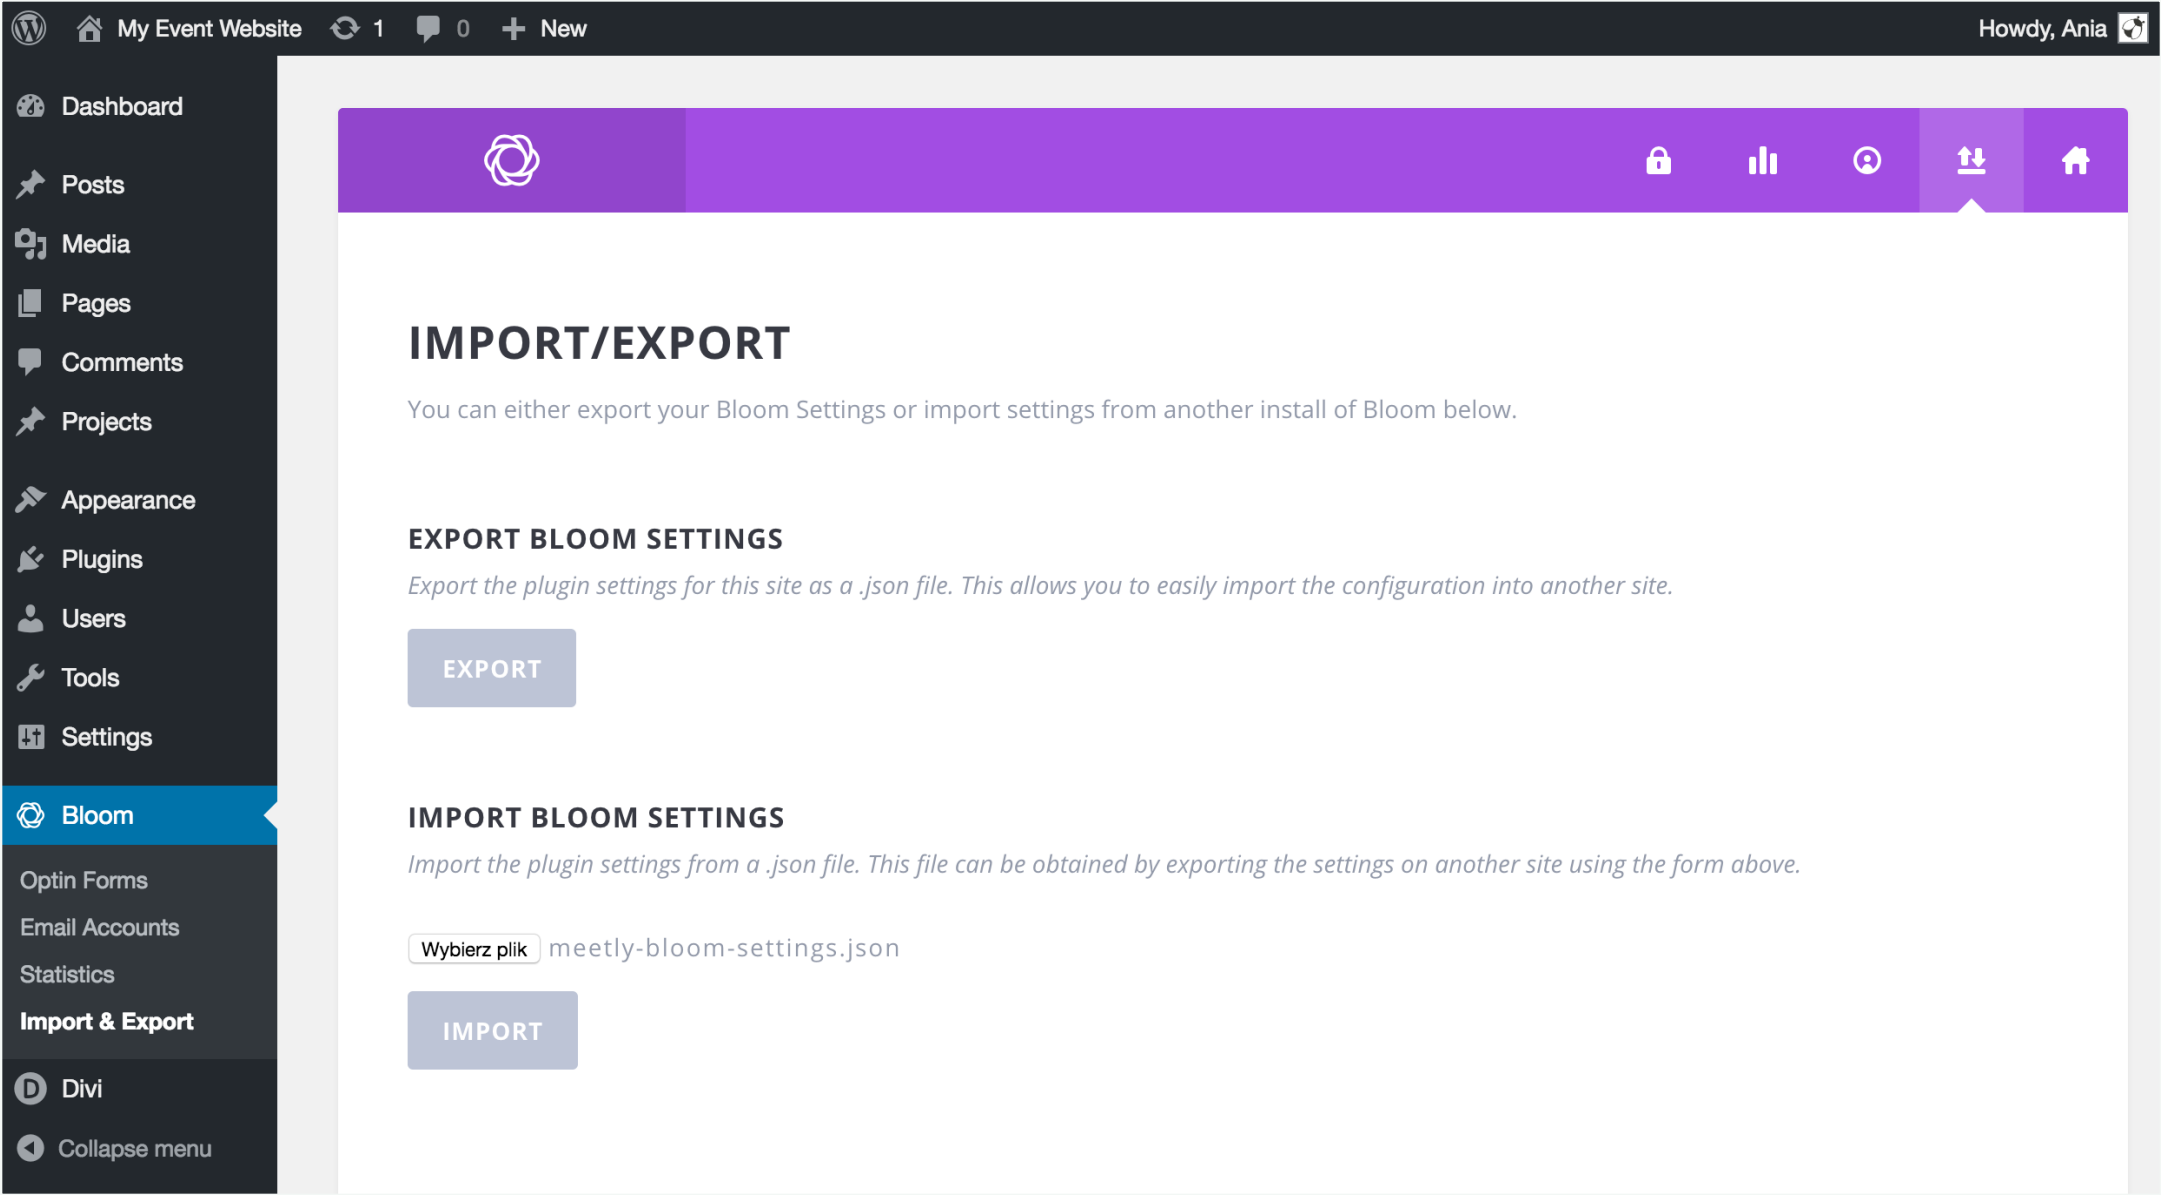 My Event Website 1 0 New Howdy, Ania
Dashboard
Posts
Media
Pages
Comments
Projects
Appearance
Plugins
Users
Tools
Settings
Bloom
Optin Forms
Email Accounts
Statistics
Import & Export
Divi
Collapse menu
IMPORT/EXPORT
You can either export your Bloom Settings or import settings from another install of Bloom below.
EXPORT BLOOM SETTINGS
Export the plugin settings for this site as a .json file. This allows you to easily import the configuration into another site.
EXPORT
IMPORT BLOOM SETTINGS
Import the plugin settings from a .json file. This file can be obtained by exporting the settings on another site using the form above.
Wybierz plik meetly-bloom-settings.json
IMPORT